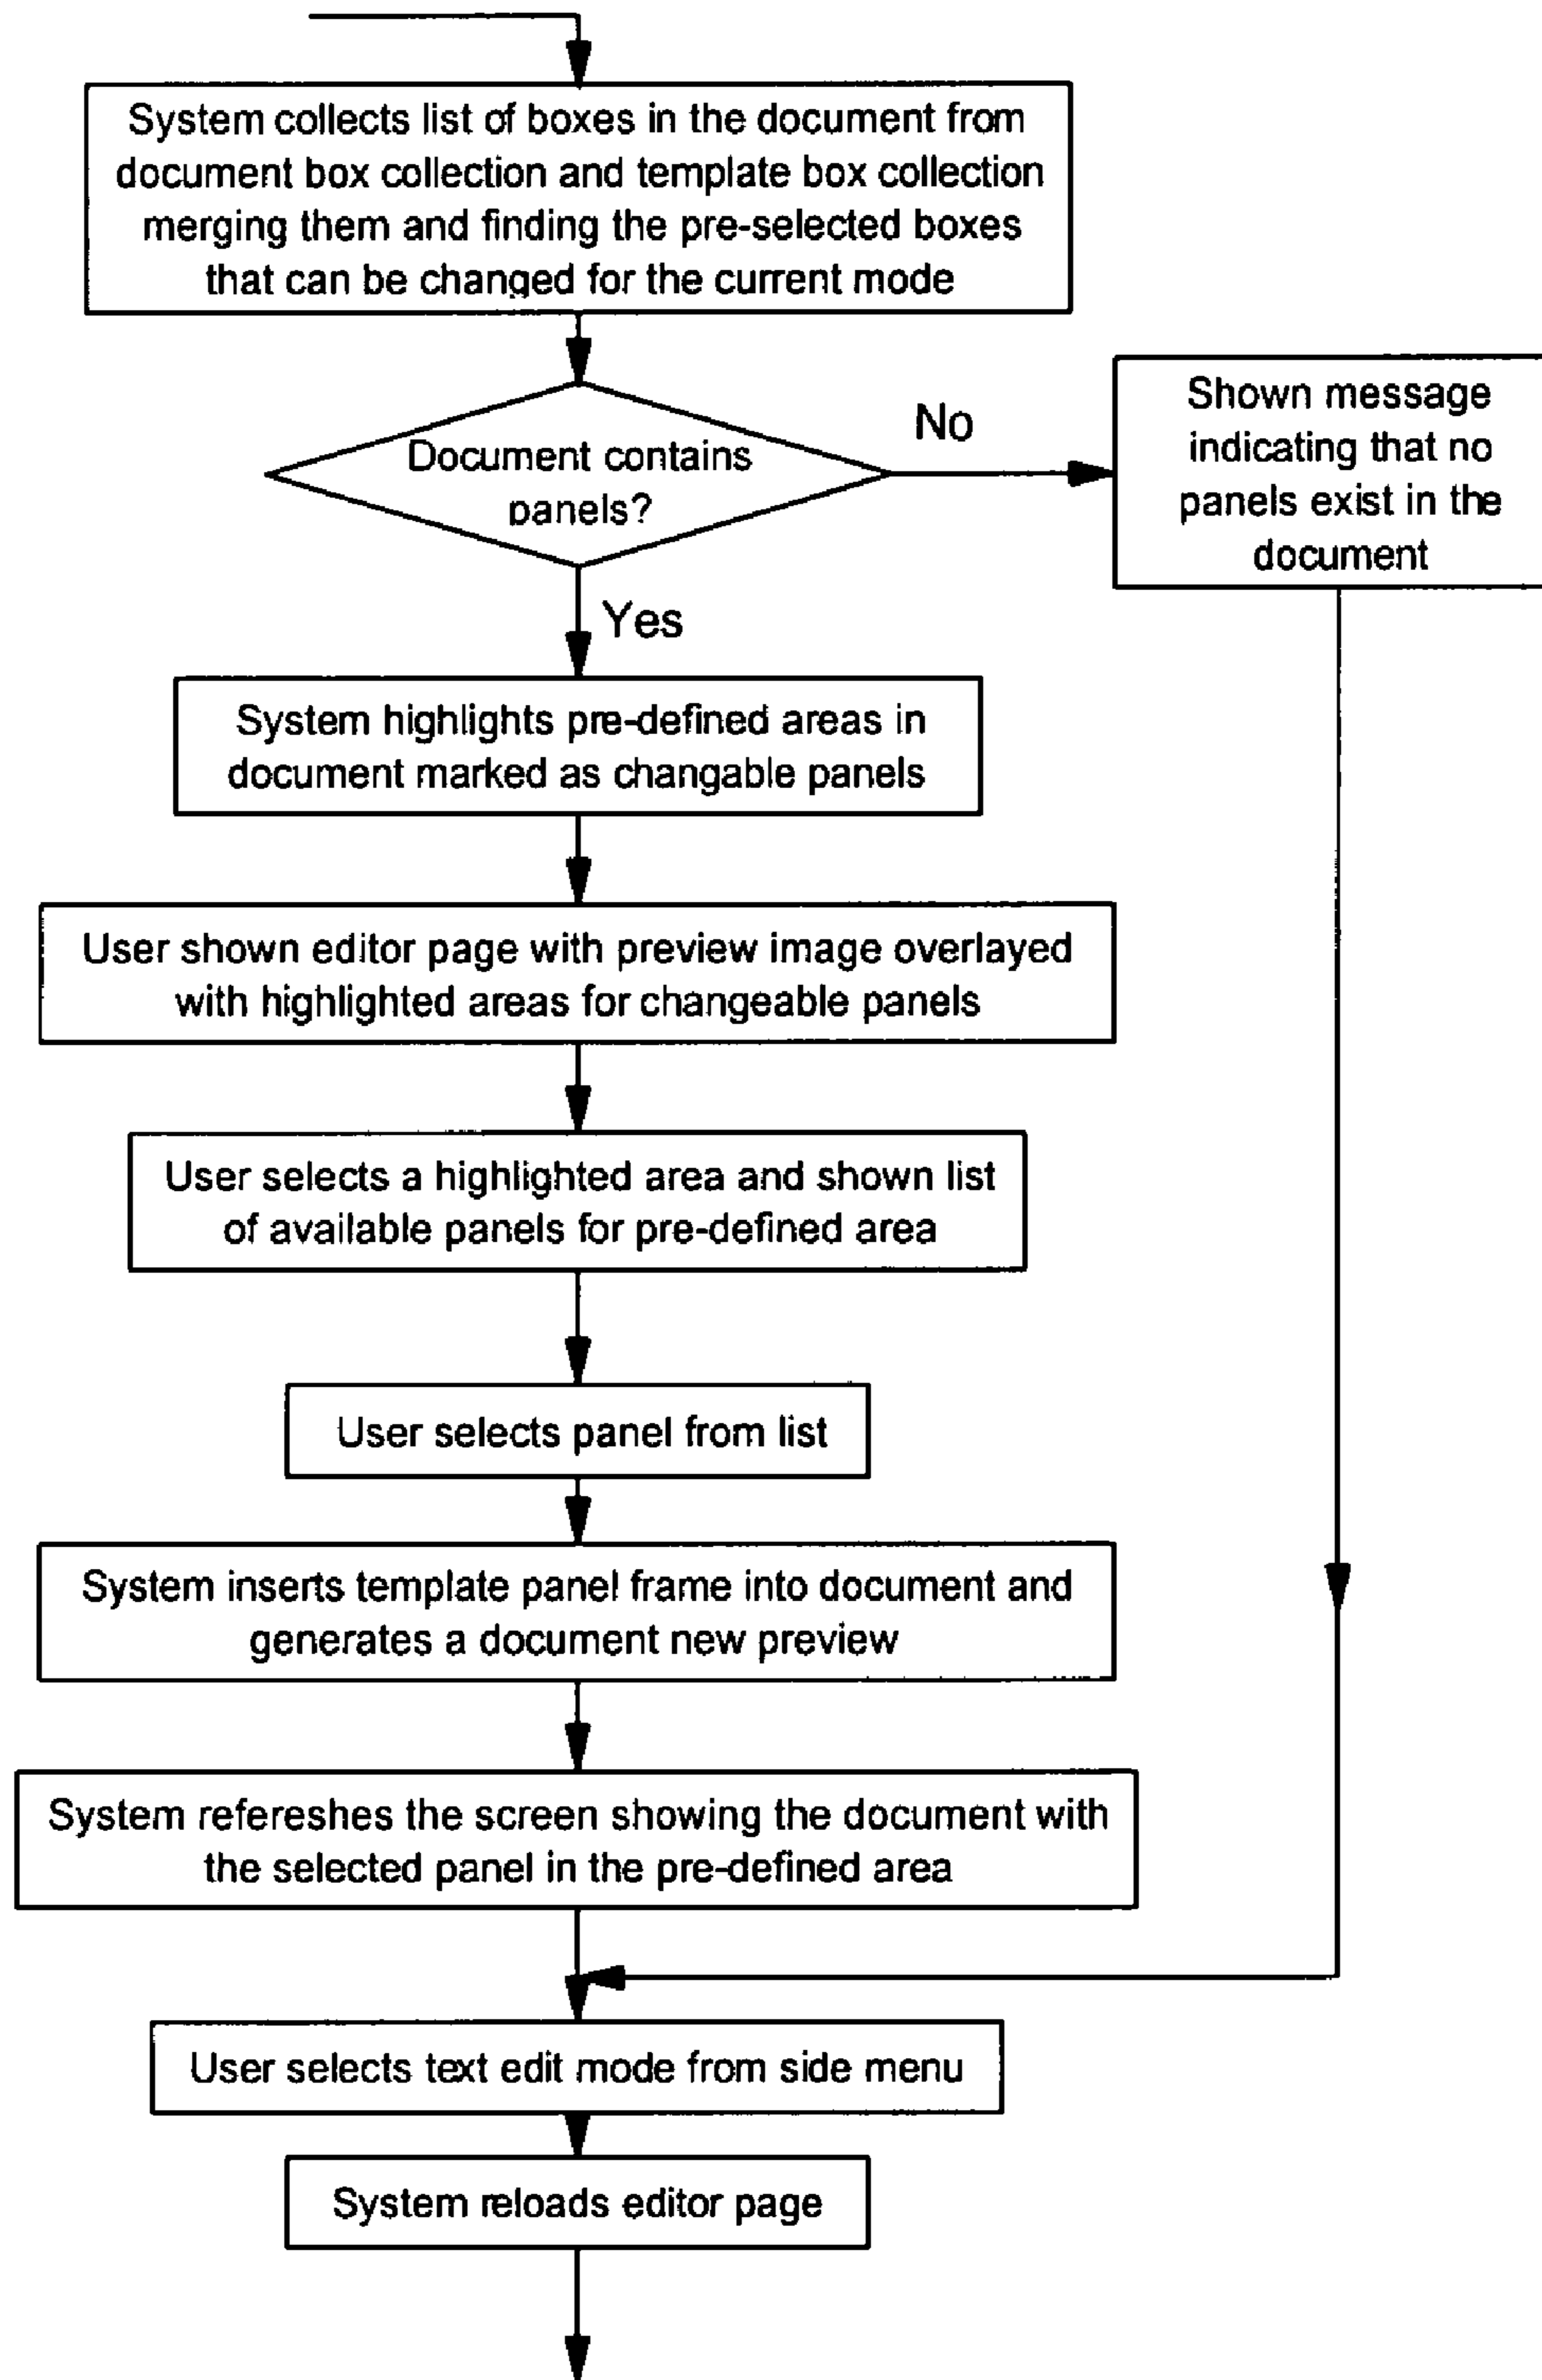 System collects list of boxes in the document from
document box collection and template box collection
merging them and finding the pre-selected boxes
that can be changed for the current mode
Document contains
panels?
No
Shown message
indicating that no
panels exist in the
document
Yes
System highlights pre-defined areas in
document marked as changable panels
User shown editor page with preview image overlayed
with highlighted areas for changeable panels
User selects a highlighted area and shown list
of available panels for pre-defined area
User selects panel from list
System inserts template panel frame into document and
generates a document new preview
System refereshes the screen showing the document with
the selected panel in the pre-defined area
User selects text edit mode from side menu
System reloads editor page